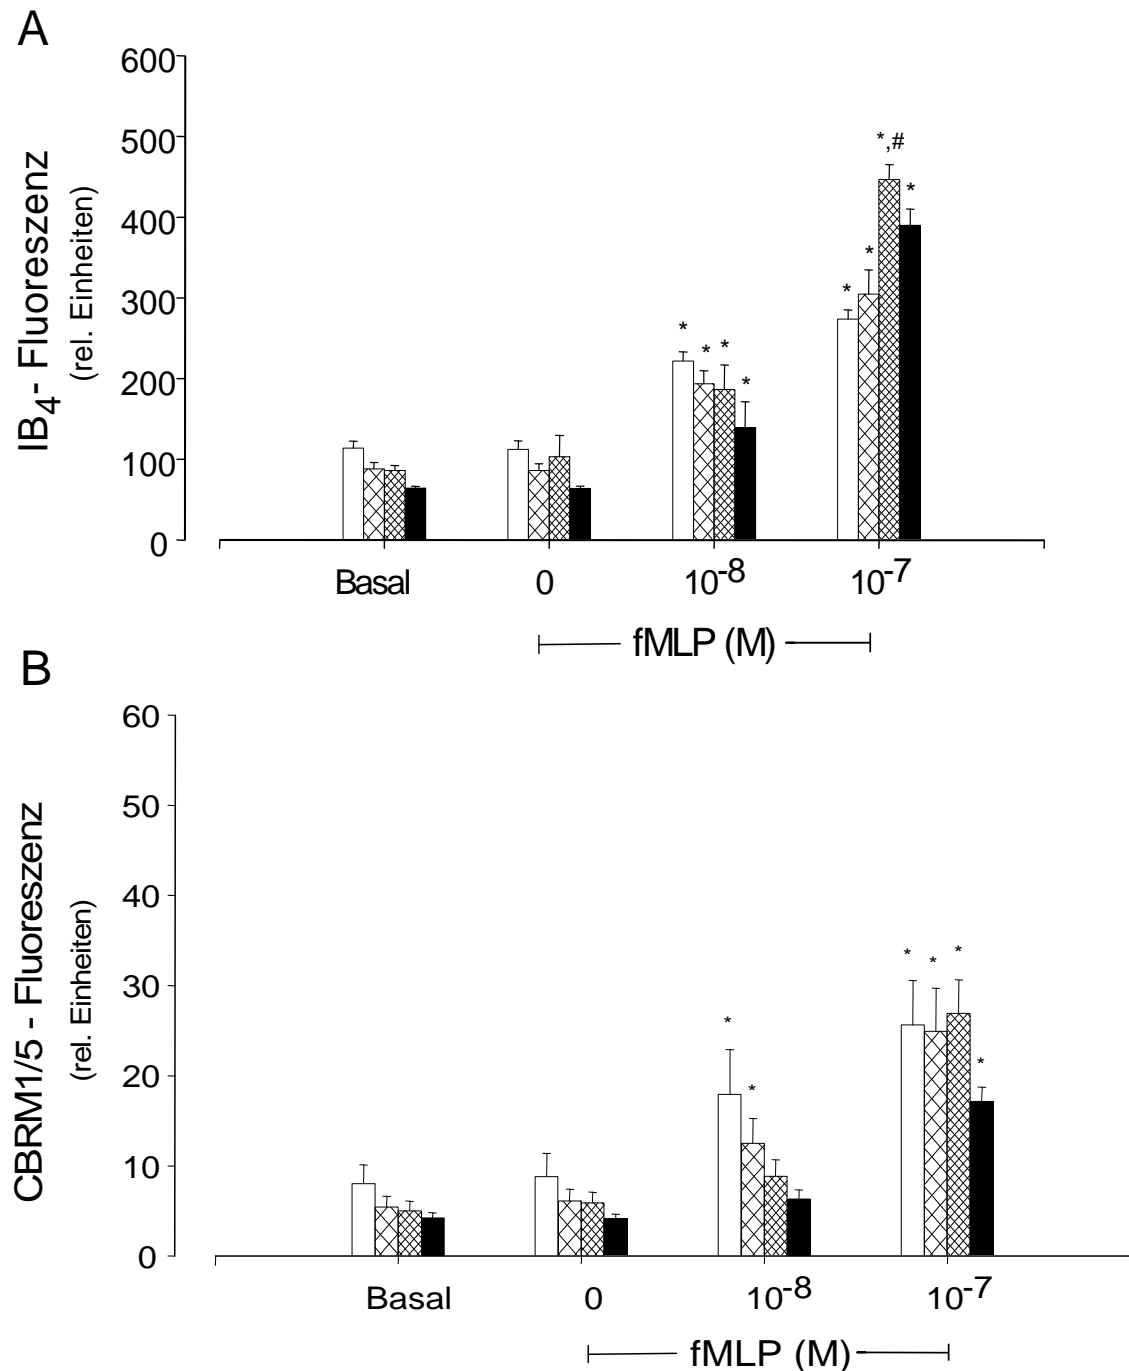 A
600
500
400
300
200
100
0
IB4- Fluoreszenz
(rel. Einheiten)
* * * *
* * *,# *
Basal 0 10-8 10-7
fMLP (M)
B
60
50
40
30
20
10
0
CBRM1/5 - Fluoreszenz
(rel. Einheiten)
* *
* * * *
Basal 0 10-8 10-7
fMLP (M)